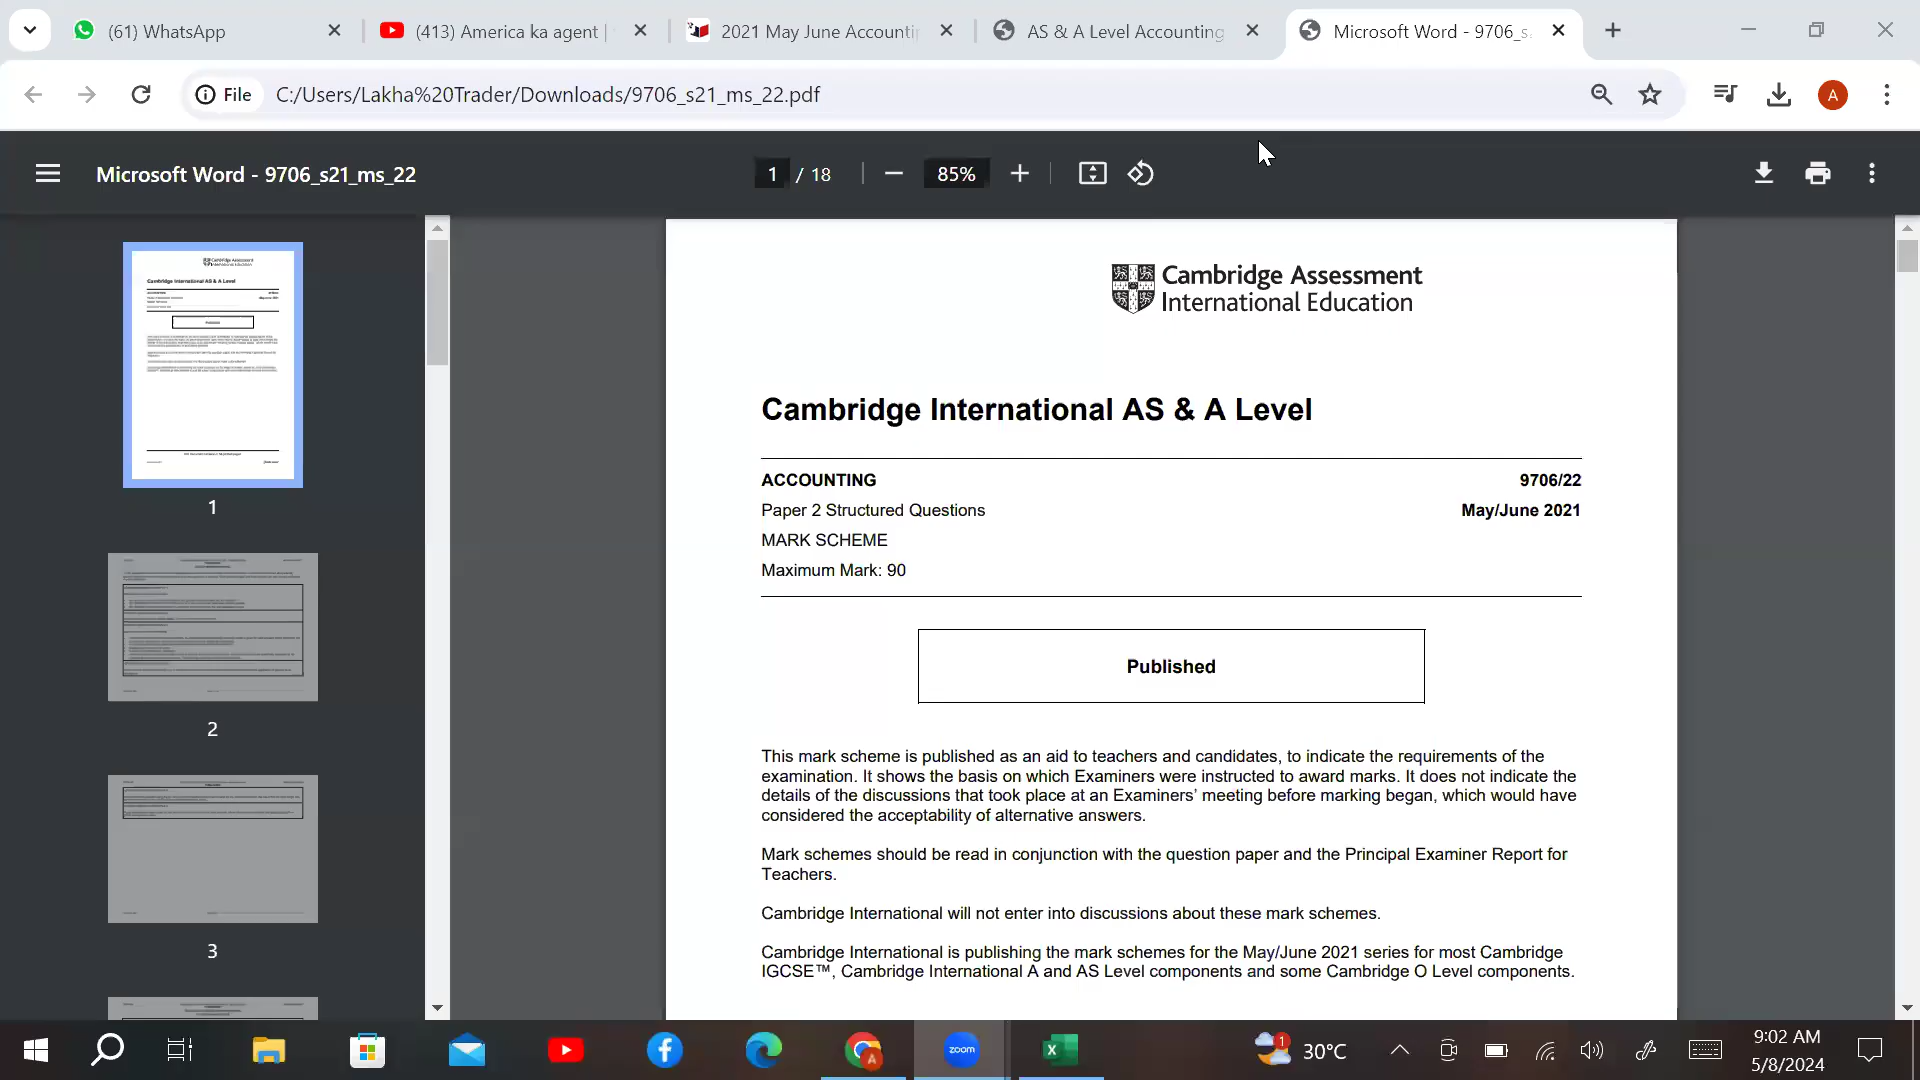 (61) WhatsApp
(413) America ka agent |
2021 May June Accounti
AS & A Level Accounting
Microsoft Word - 9706_s
File
C:/Users/Lakha%20Trader/Downloads/9706_s21_ms_22.pdf
A
Microsoft Word - 9706_s21_ms_22
1 / 18
85%
Cambridge Assessment
International Education
Cambridge International AS & A Level
ACCOUNTING 9706/22
Paper 2 Structured Questions May/June 2021
MARK SCHEME
Maximum Mark: 90
Published
This mark scheme is published as an aid to teachers and candidates, to indicate the requirements of the
examination. It shows the basis on which Examiners were instructed to award marks. It does not indicate the
details of the discussions that took place at an Examiners’ meeting before marking began, which would have
considered the acceptability of alternative answers.
Mark schemes should be read in conjunction with the question paper and the Principal Examiner Report for
Teachers.
Cambridge International will not enter into discussions about these mark schemes.
Cambridge International is publishing the mark schemes for the May/June 2021 series for most Cambridge
IGCSE™, Cambridge International A and AS Level components and some Cambridge O Level components.
1
2
3
zoom
1
30°C
9:02 AM
5/8/2024